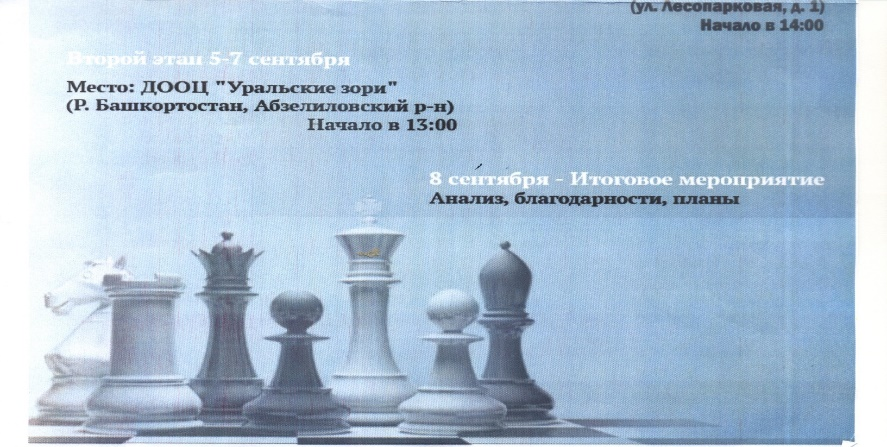 (ул. Лесопарковая, д. 1)
Начало в 14:00
Второй этап 5-7 сентября
Место: ДООЦ "Уральские зори"
(Р. Башкортостан, Абзелиловский р-н)
Начало в 13:00
8 сентября - Итоговое мероприятие
Анализ, благодарности, планы